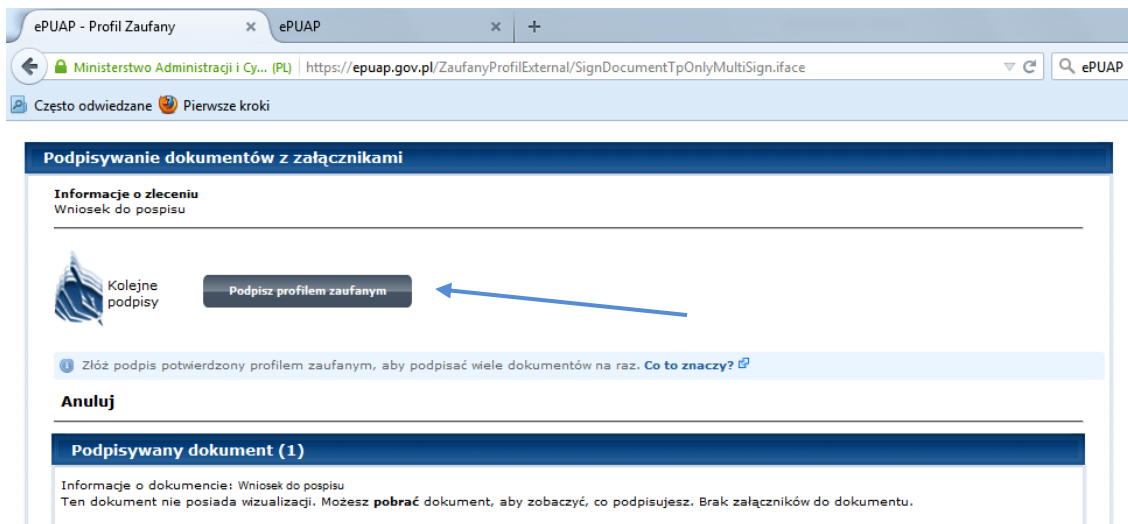 ePUAP - Profil Zaufany
ePUAP
Ministerstwo Administracji i Cy... (PL) https://epuap.gov.pl/ZaufanyProfilExternal/SignDocumentTpOnlyMultiSign.iface
ePUAP
Często odwiedzane Pierwsze kroki
Podpisywanie dokumentów z załącznikami
Informacje o zleceniu
Wniosek do pospisu
Kolejne
podpisy
Podpisz profilem zaufanym
Złóż podpis potwierdzony profilem zaufanym, aby podpisać wiele dokumentów na raz. Co to znaczy?
Anuluj
Podpisywany dokument (1)
Informacje o dokumencie: Wniosek do pospisu
Ten dokument nie posiada wizualizacji. Możesz pobrać dokument, aby zobaczyć, co podpisujesz. Brak załączników do dokumentu.